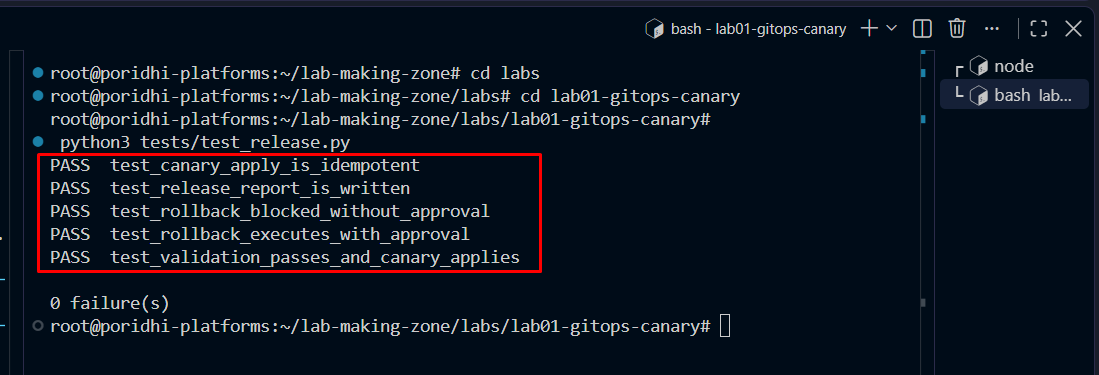 bash - lab01-gitops-canary
root@poridhi-platforms:~/lab-making-zone# cd labs
root@poridhi-platforms:~/lab-making-zone/labs# cd lab01-gitops-canary
root@poridhi-platforms:~/lab-making-zone/labs/lab01-gitops-canary#
python3 tests/test_release.py
PASS  test_canary_apply_is_idempotent
PASS  test_release_report_is_written
PASS  test_rollback_blocked_without_approval
PASS  test_rollback_executes_with_approval
PASS  test_validation_passes_and_canary_applies
0 failure(s)
root@poridhi-platforms:~/lab-making-zone/labs/lab01-gitops-canary#
node
bash lab...